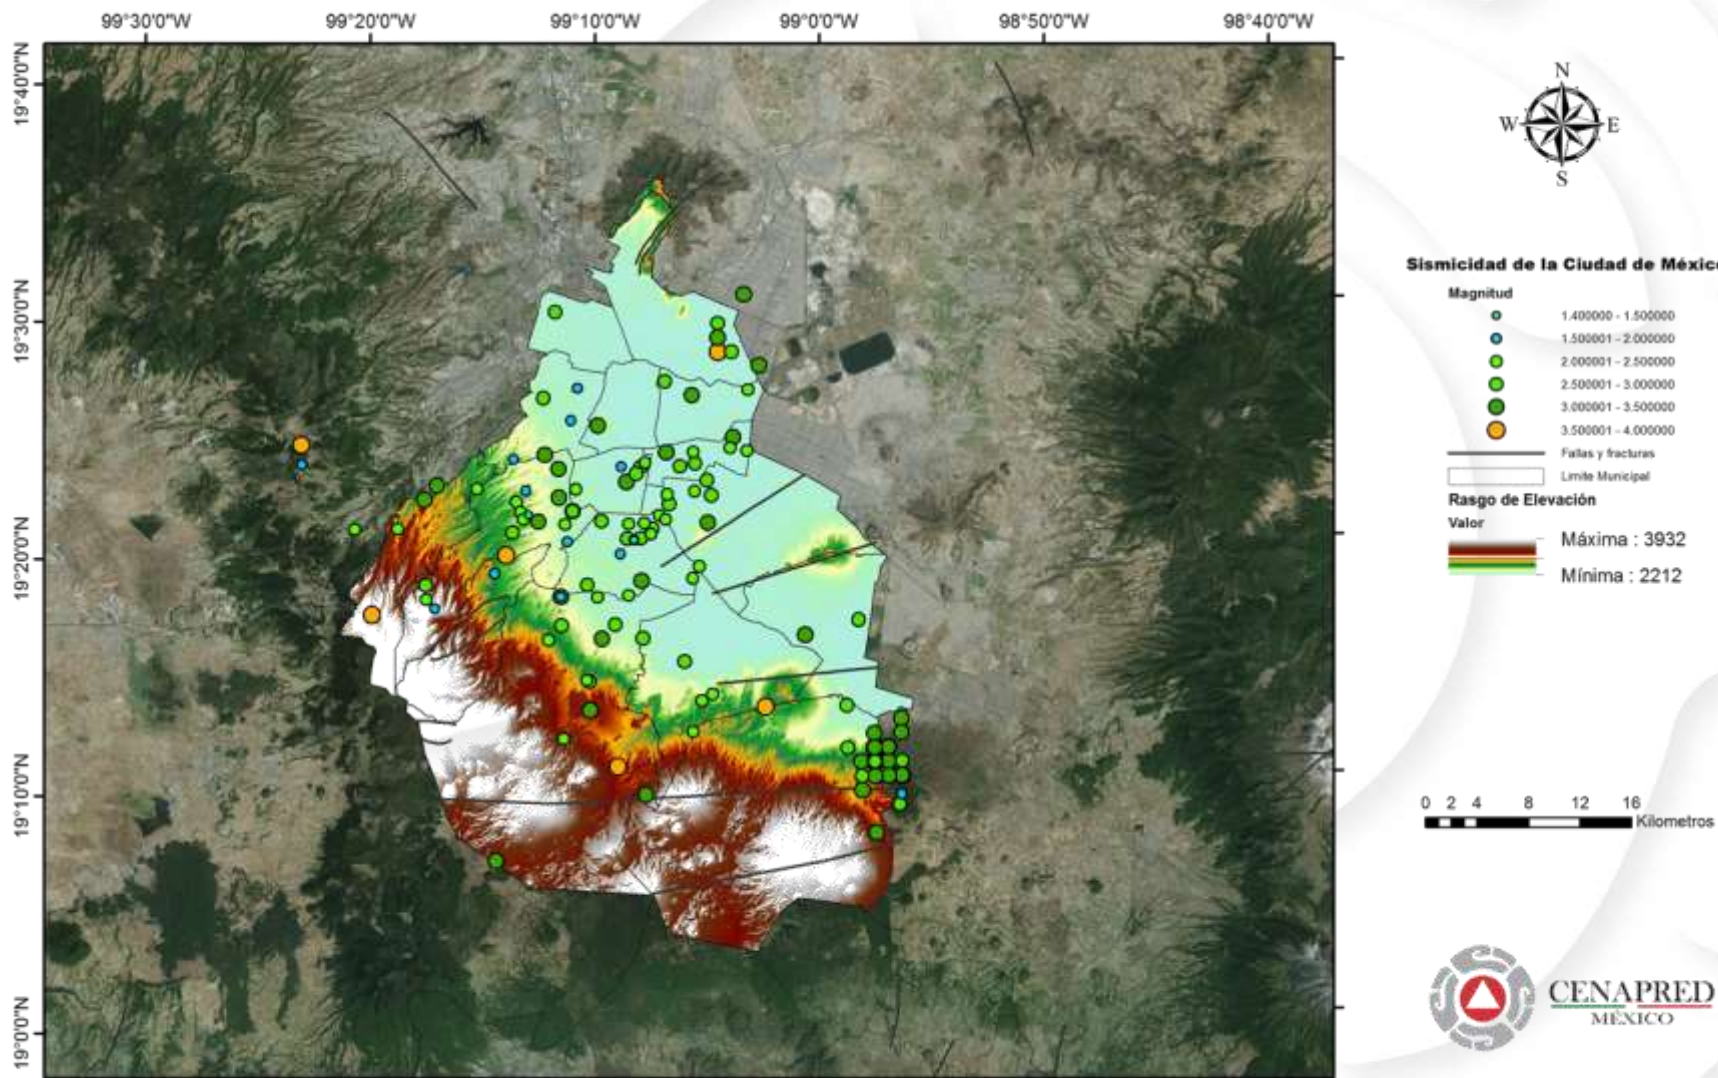 99°30'0"W 99°20'0"W 99°10'0"W 99°0'0"W 98°50'0"W 98°40'0"W
19°40'0"N
19°30'0"N
19°20'0"N
19°10'0"N
19°0'0"N
N
W E
S
Sismicidad de la Ciudad de México
Magnitud
1.400000 - 1.500000
1.500001 - 2.000000
2.000001 - 2.500000
2.500001 - 3.000000
3.000001 - 3.500000
3.500001 - 4.000000
Fallas y fracturas
Limite Municipal
Rasgo de Elevación
Valor
Máxima : 3932
Mínima : 2212
0 2 4 8 12 16
Kilometros
CENAPRED
MÉXICO